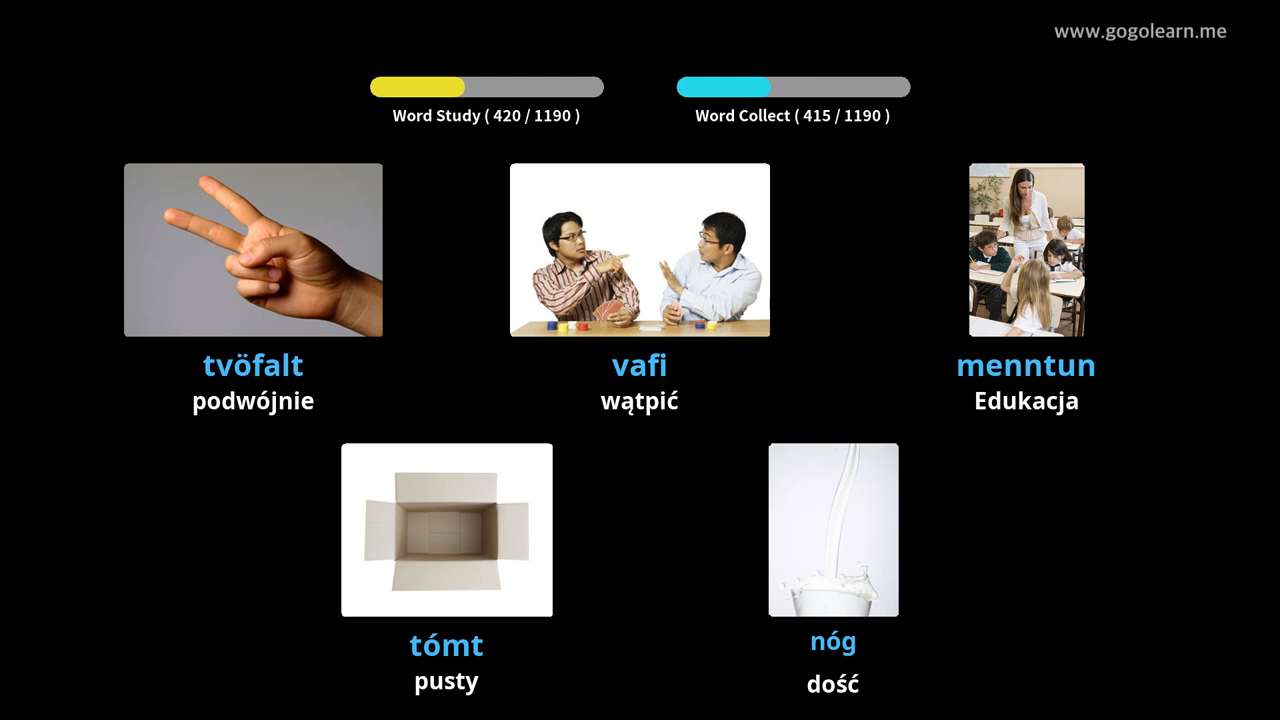 www.gogolearn.me
Word Study ( 420 / 1190 )
Word Collect ( 415 / 1190 )
tvöfalt
podwójnie
vafi
wątpić
menntun
Edukacja
tómt
pusty
nóg
dość